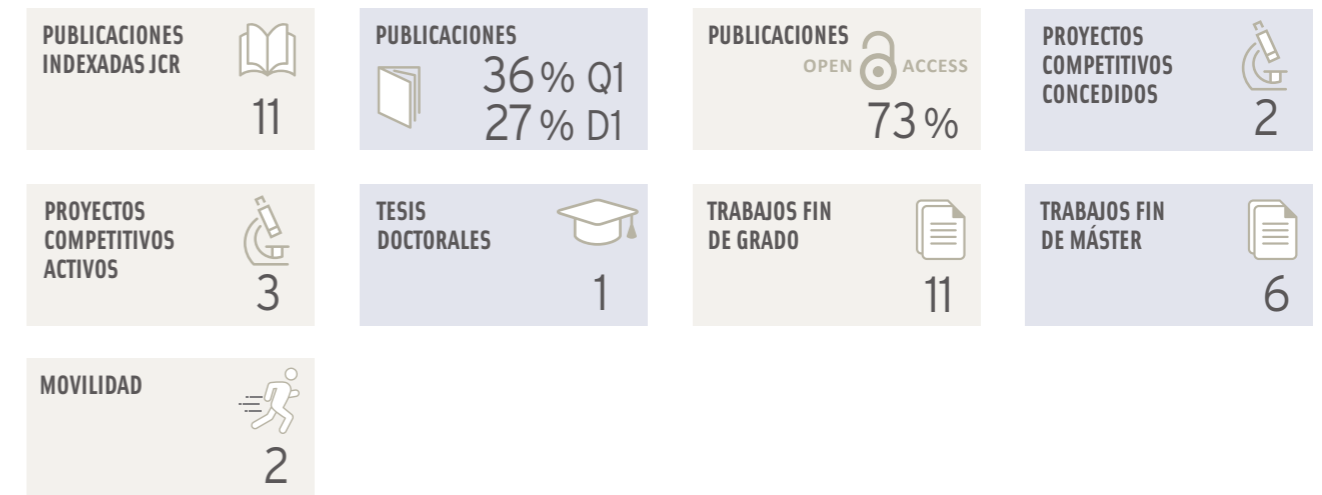 PUBLICACIONES
INDEXADAS JCR
11
PUBLICACIONES
36% Q1
27% D1
PUBLICACIONES
OPEN ACCESS
73%
PROYECTOS
COMPETITIVOS
CONCEDIDOS
2
PROYECTOS
COMPETITIVOS
ACTIVOS
3
TESIS
DOCTORALES
1
TRABAJOS FIN
DE GRADO
11
TRABAJOS FIN
DE MÁSTER
6
MOVILIDAD
2